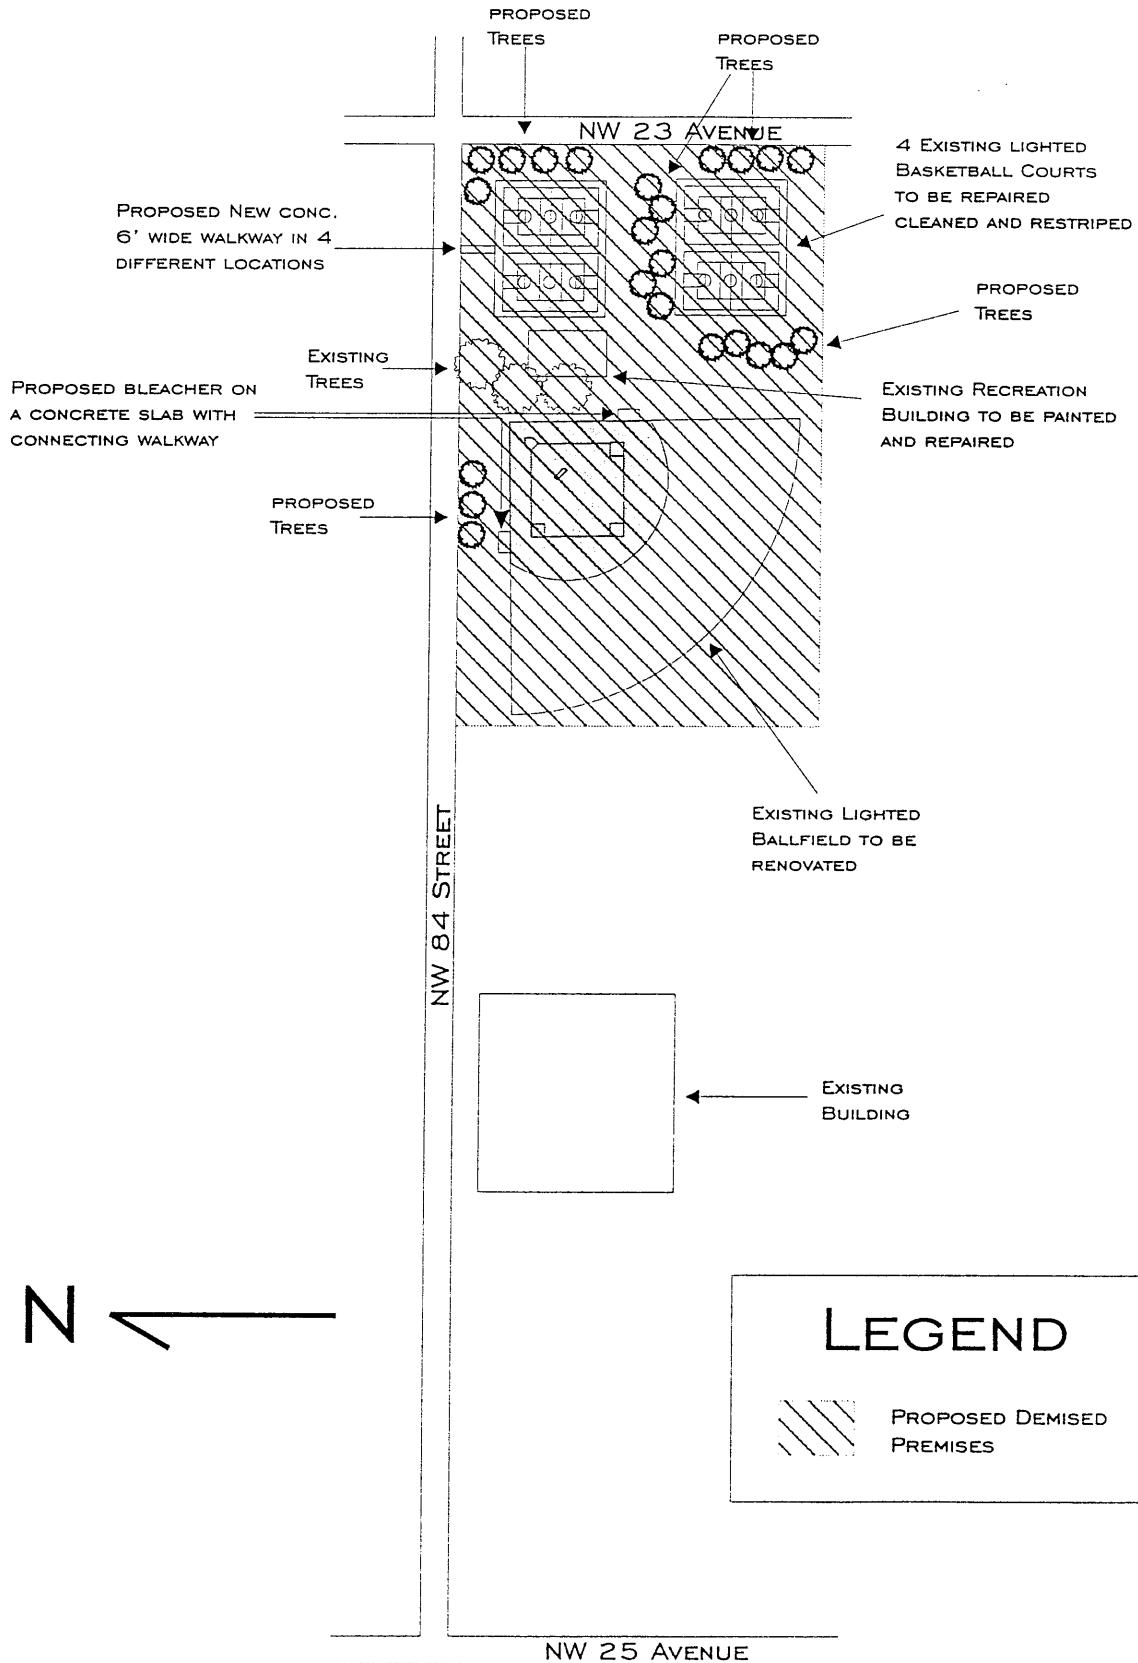 PROPOSED
TREES
PROPOSED
TREES
NW 23 AVENUE
4 EXISTING LIGHTED
BASKETBALL COURTS
TO BE REPAIRED
CLEANED AND RESTRIPED
PROPOSED NEW CONC.
6' WIDE WALKWAY IN 4
DIFFERENT LOCATIONS
PROPOSED
TREES
EXISTING
TREES
PROPOSED BLEACHER ON
A CONCRETE SLAB WITH
CONNECTING WALKWAY
EXISTING RECREATION
BUILDING TO BE PAINTED
AND REPAIRED
PROPOSED
TREES
EXISTING LIGHTED
BALLFIELD TO BE
RENOVATED
NW 84 STREET
EXISTING
BUILDING
N
LEGEND
PROPOSED DEMISED
PREMISES
NW 25 AVENUE